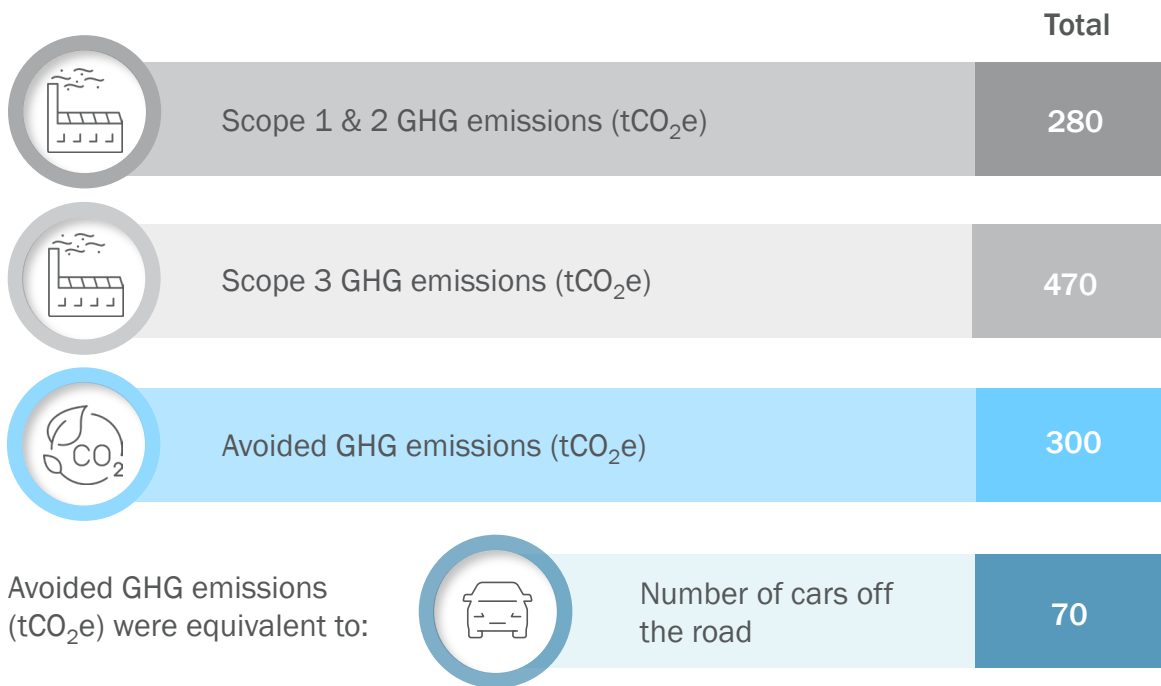 Total
Scope 1 & 2 GHG emissions (tCO₂e)
280
Scope 3 GHG emissions (tCO₂e)
470
CO₂
Avoided GHG emissions (tCO₂e)
300
Avoided GHG emissions
(tCO₂e) were equivalent to:
Number of cars off
the road
70